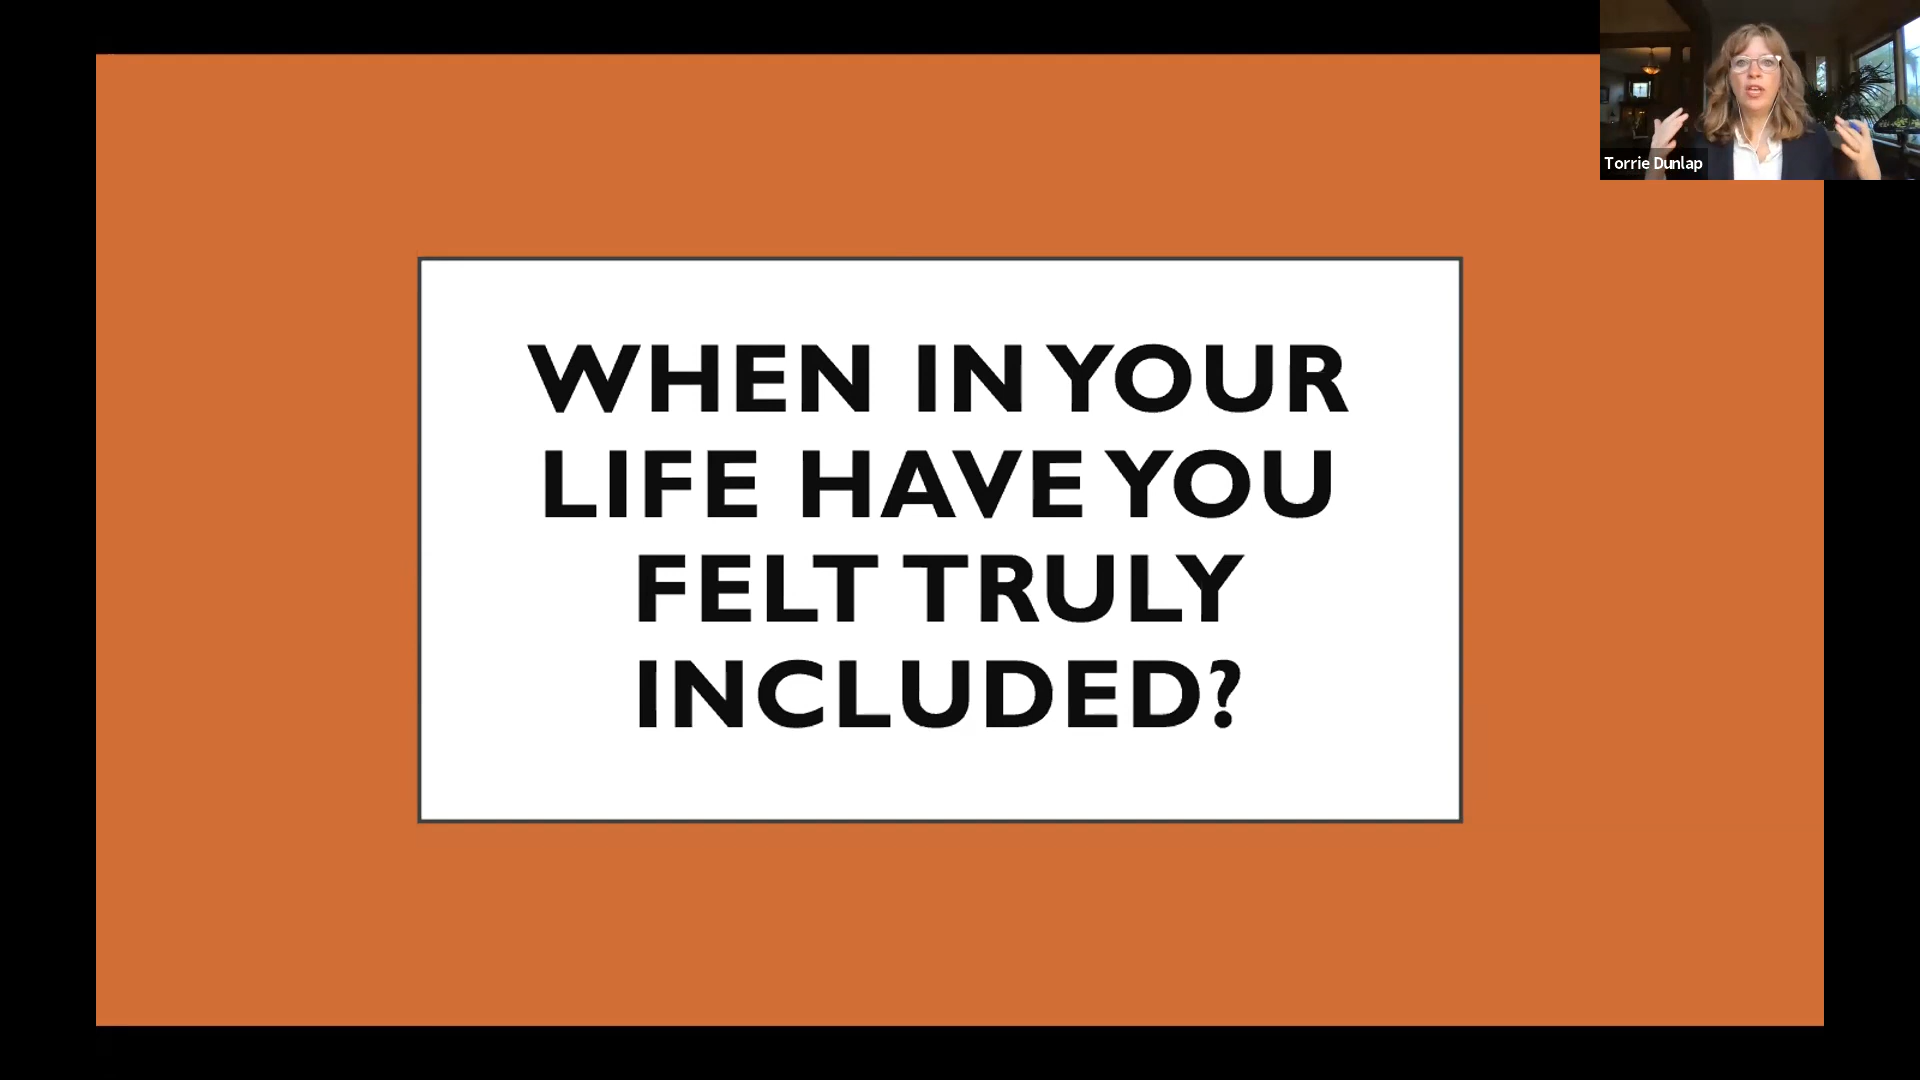 Torrie Dunlap
WHEN IN YOUR
LIFE HAVE YOU
FELT TRULY
INCLUDED?